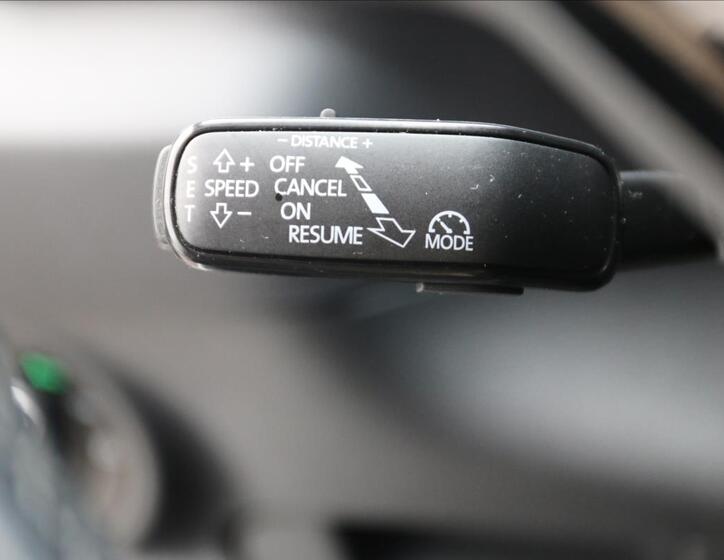 - DISTANCE +
S + OFF
E SPEED CANCEL
T - ON
RESUME MODE